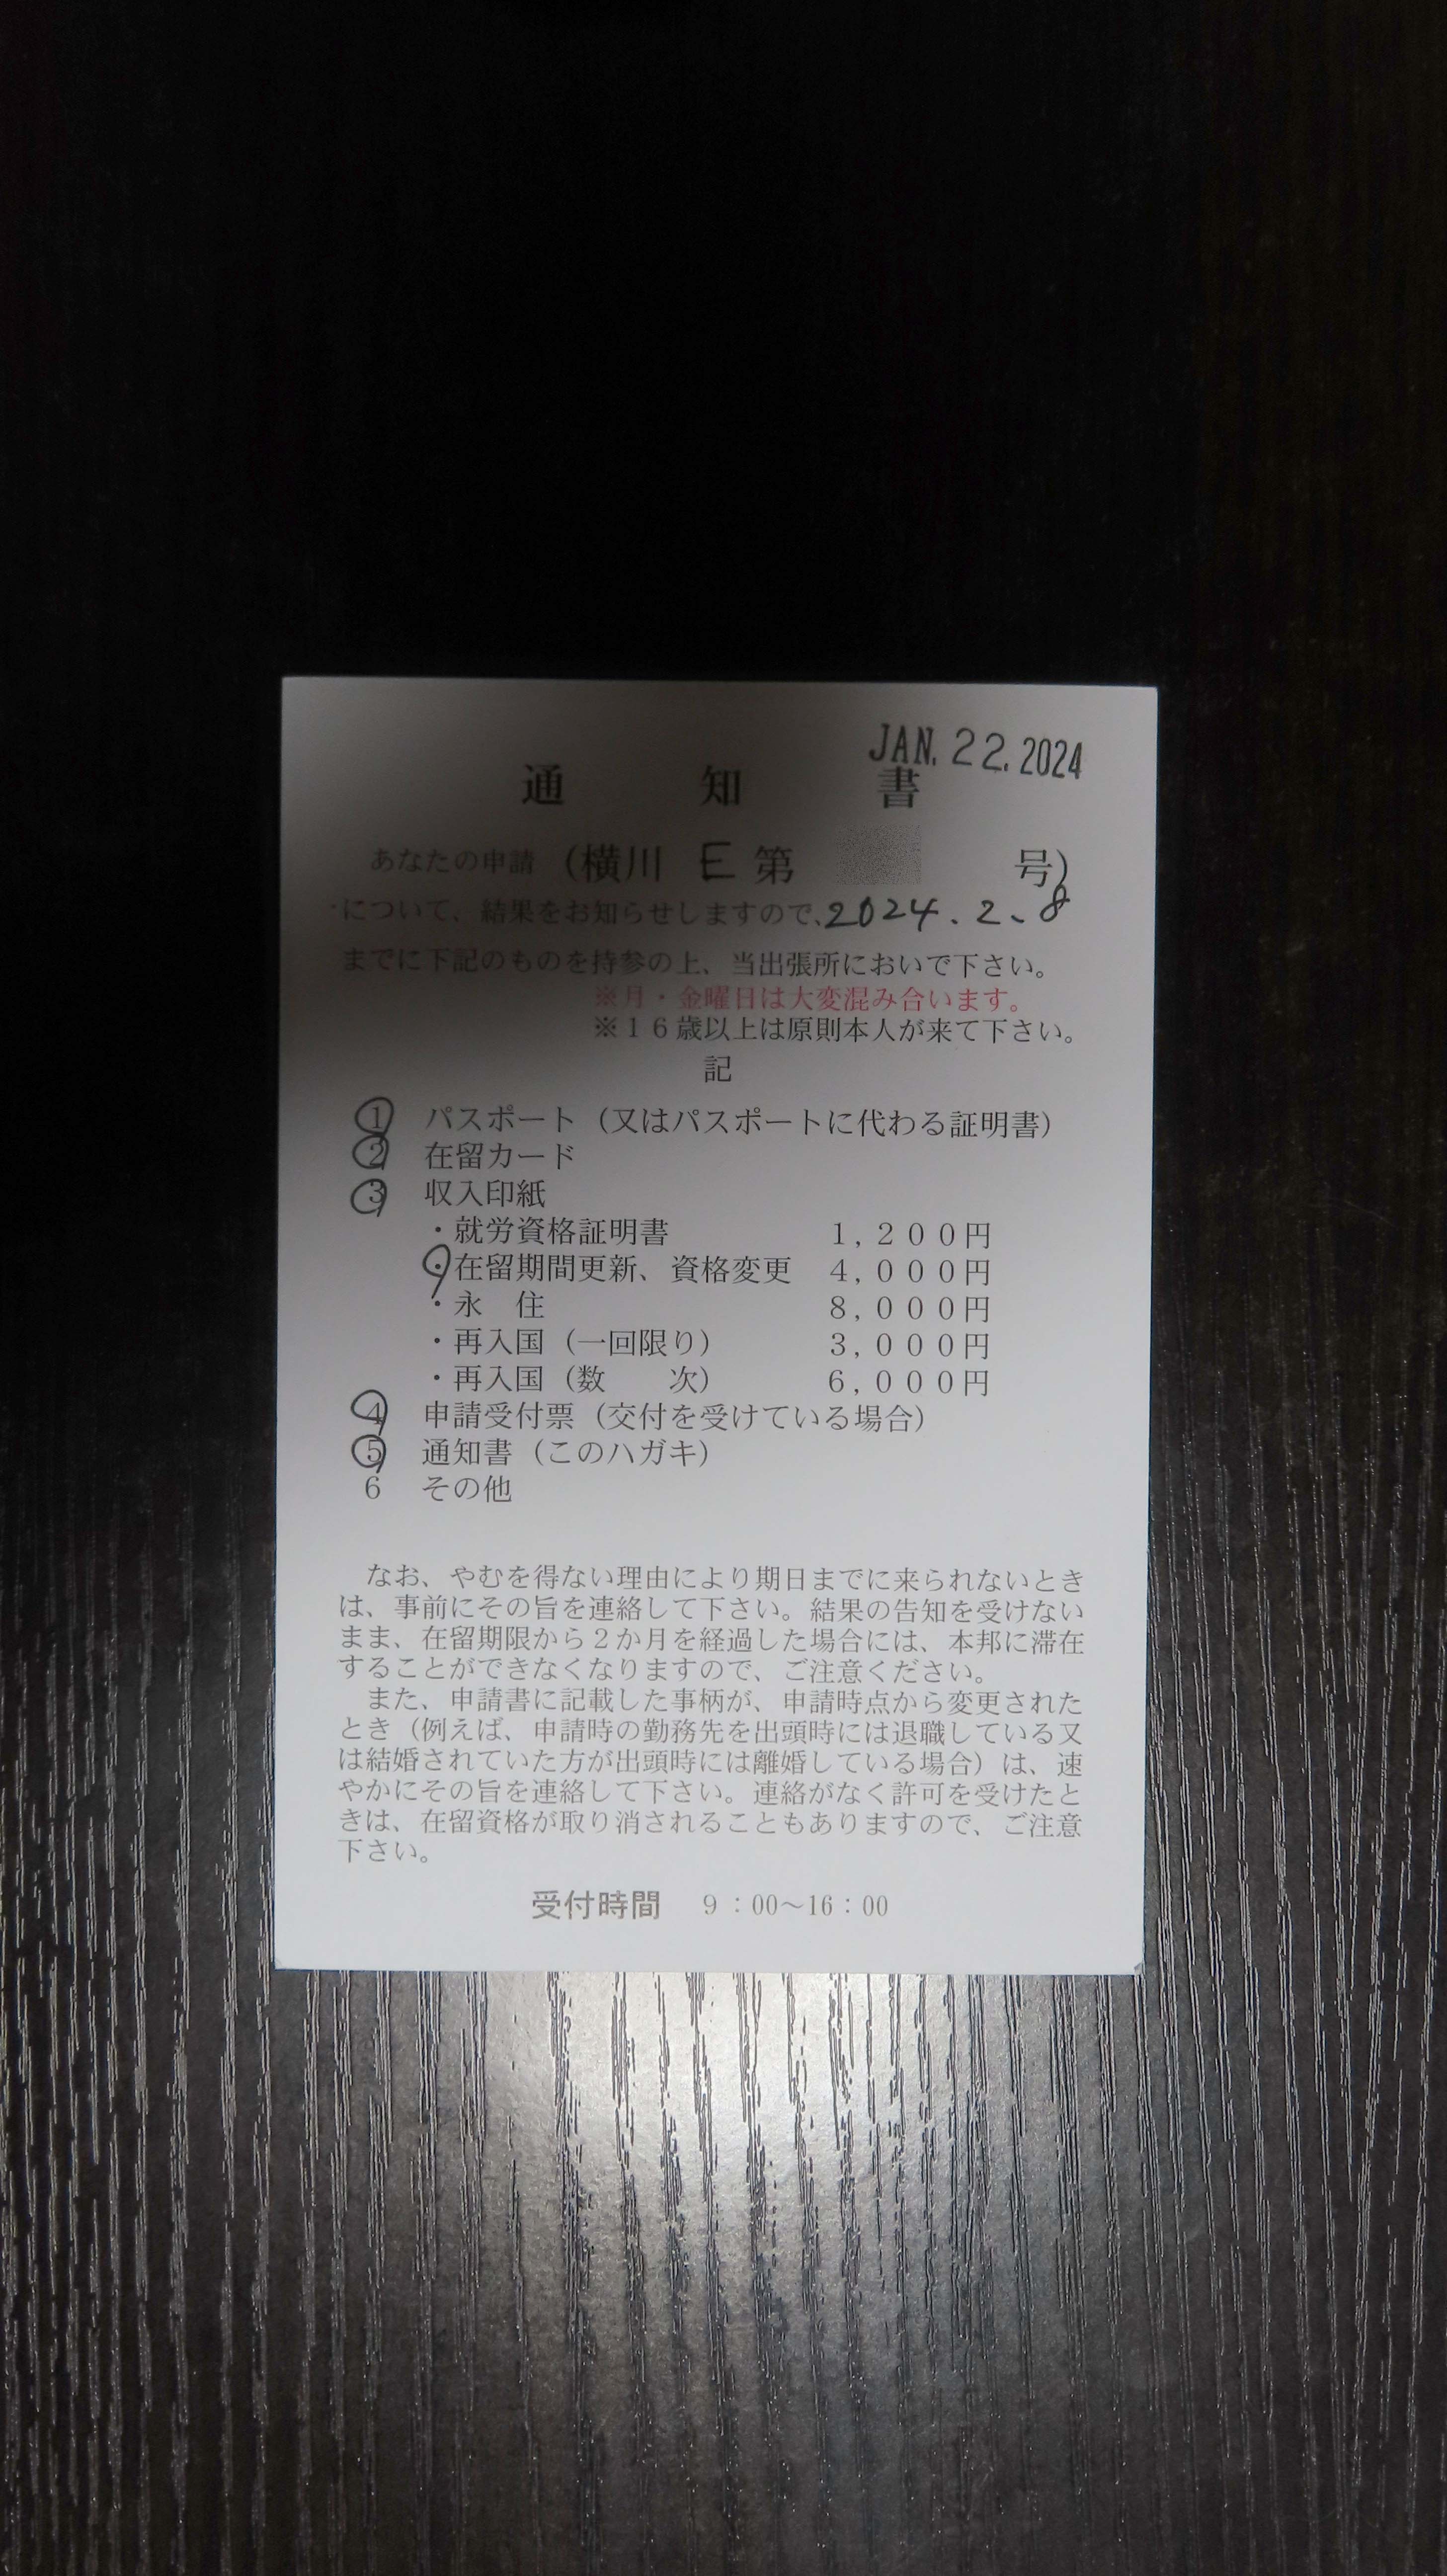 JAN. 22. 2024
通 知 書
あなたの申請 (横川 E 第 号)
について、結果をお知らせしますので、2024.2.8
までに下記のものを持参の上、当出張所においで下さい。
※月・金曜日は大変混み合います。
※16歳以上は原則本人が来て下さい。
記
1 パスポート（又はパスポートに代わる証明書）
2 在留カード
3 収入印紙
・就労資格証明書 1,200円
・在留期間更新、資格変更 4,000円
・永 住 8,000円
・再入国（一回限り） 3,000円
・再入国（数 次） 6,000円
4 申請受付票（交付を受けている場合）
5 通知書（このハガキ）
6 その他
なお、やむを得ない理由により期日までに来られないとき
は、事前にその旨を連絡して下さい。結果の告知を受けない
まま、在留期限から２か月を経過した場合には、本邦に滞在
することができなくなりますので、ご注意ください。
また、申請書に記載した事柄が、申請時点から変更された
とき（例えば、申請時の勤務先を出頭時には退職している又
は結婚されていた方が出頭時には離婚している場合）は、速
やかにその旨を連絡して下さい。連絡がなく許可を受けたと
きは、在留資格が取り消されることもありますので、ご注意
下さい。
受付時間 9：00～16：00